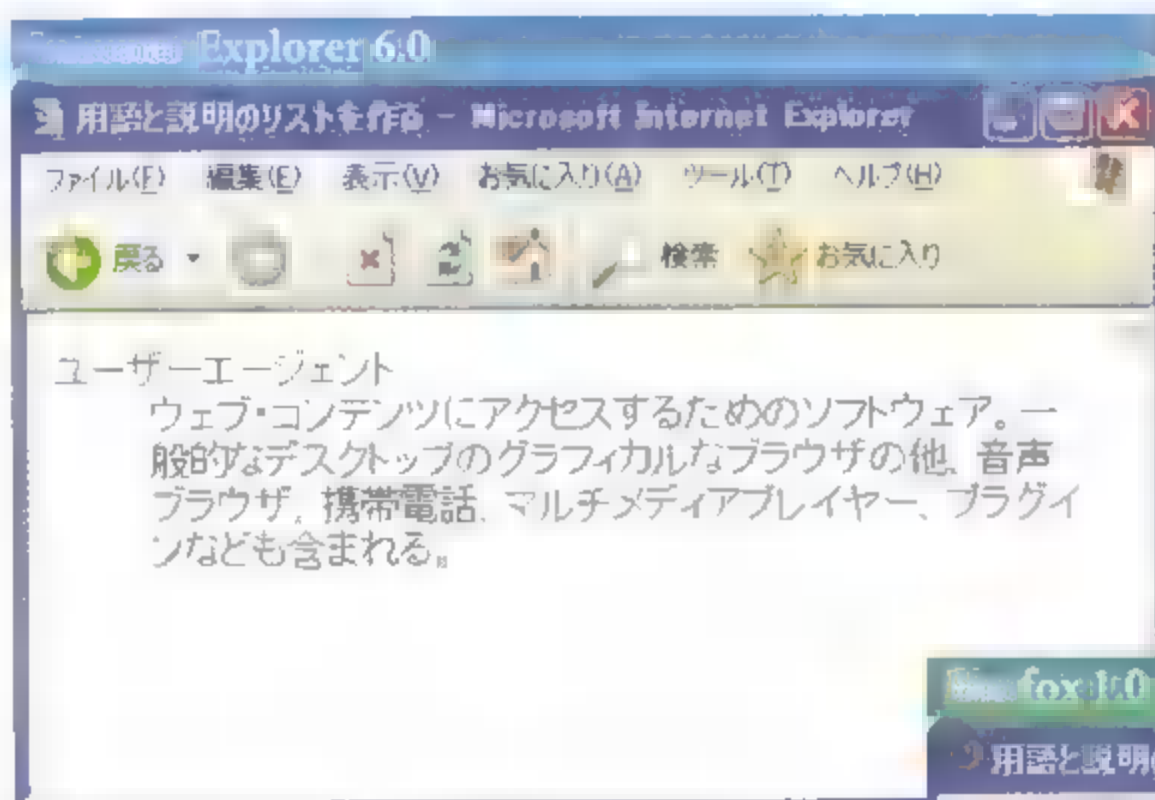 Explorer 6.0
用語と説明のリストを作る - Microsoft Internet Explorer
ファイル(F) 編集(E) 表示(V) お気に入り(A) ツール(T) ヘルプ(H)
戻る 検索 お気に入り
ユーザーエージェント
ウェブ・コンテンツにアクセスするためのソフトウェア。一
般的なデスクトップのグラフィカルなブラウザの他、音声
ブラウザ、携帯電話、マルチメディアプレイヤー、プラグイ
ンなども含まれる。
fox 1.0
用語と説明